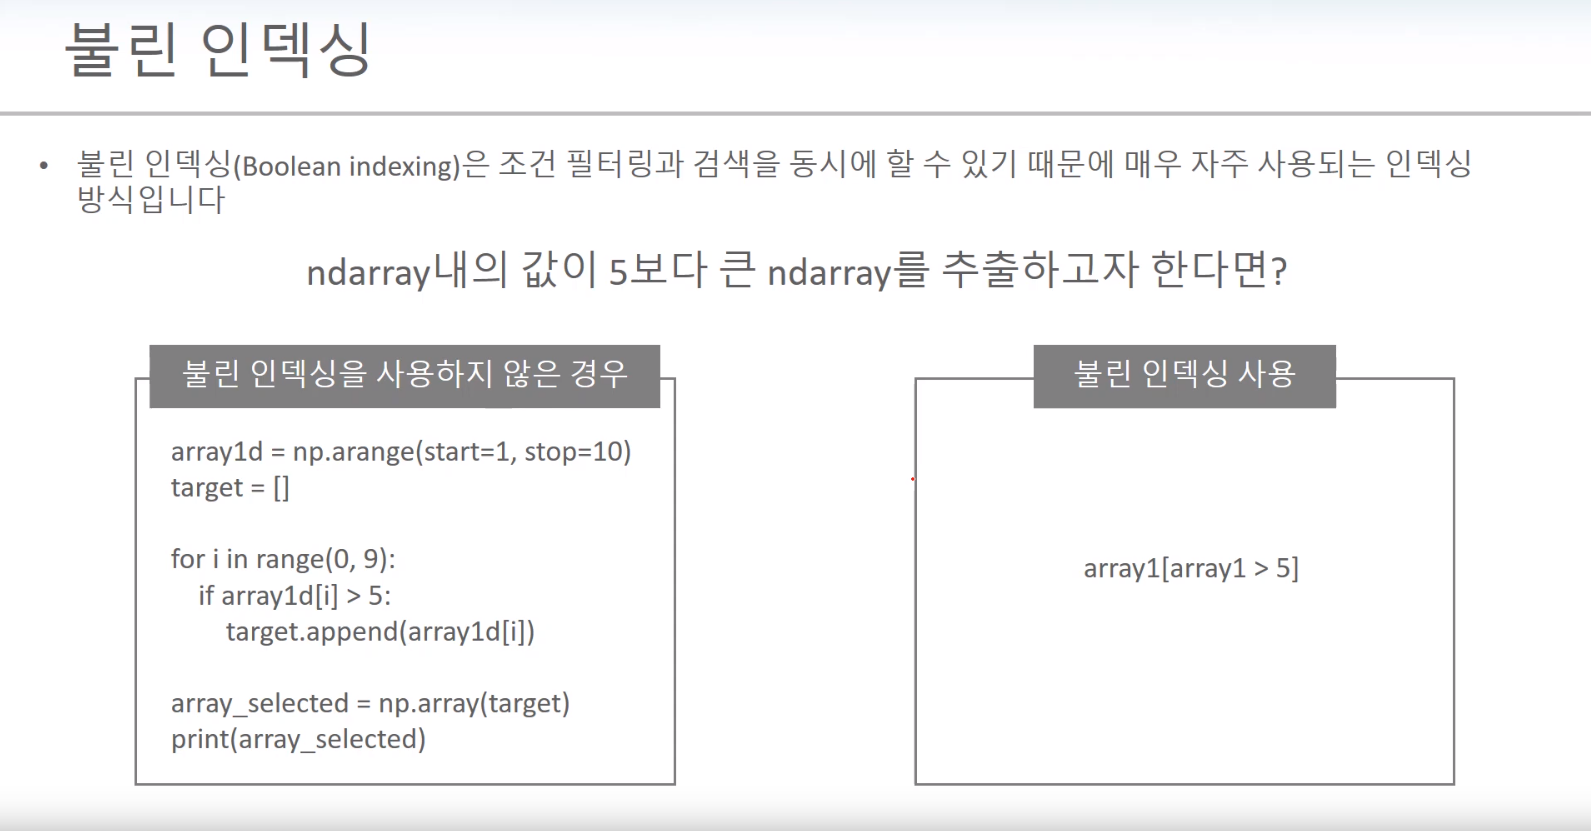 불린 인덱싱
• 불린 인덱싱(Boolean indexing)은 조건 필터링과 검색을 동시에 할 수 있기 때문에 매우 자주 사용되는 인덱싱
방식입니다
ndarray내의 값이 5보다 큰 ndarray를 추출하고자 한다면?
불린 인덱싱을 사용하지 않은 경우
array1d = np.arange(start=1, stop=10)
target = []
for i in range(0, 9):
if array1d[i] > 5:
target.append(array1d[i])
array_selected = np.array(target)
print(array_selected)
불린 인덱싱 사용
array1[array1 > 5]